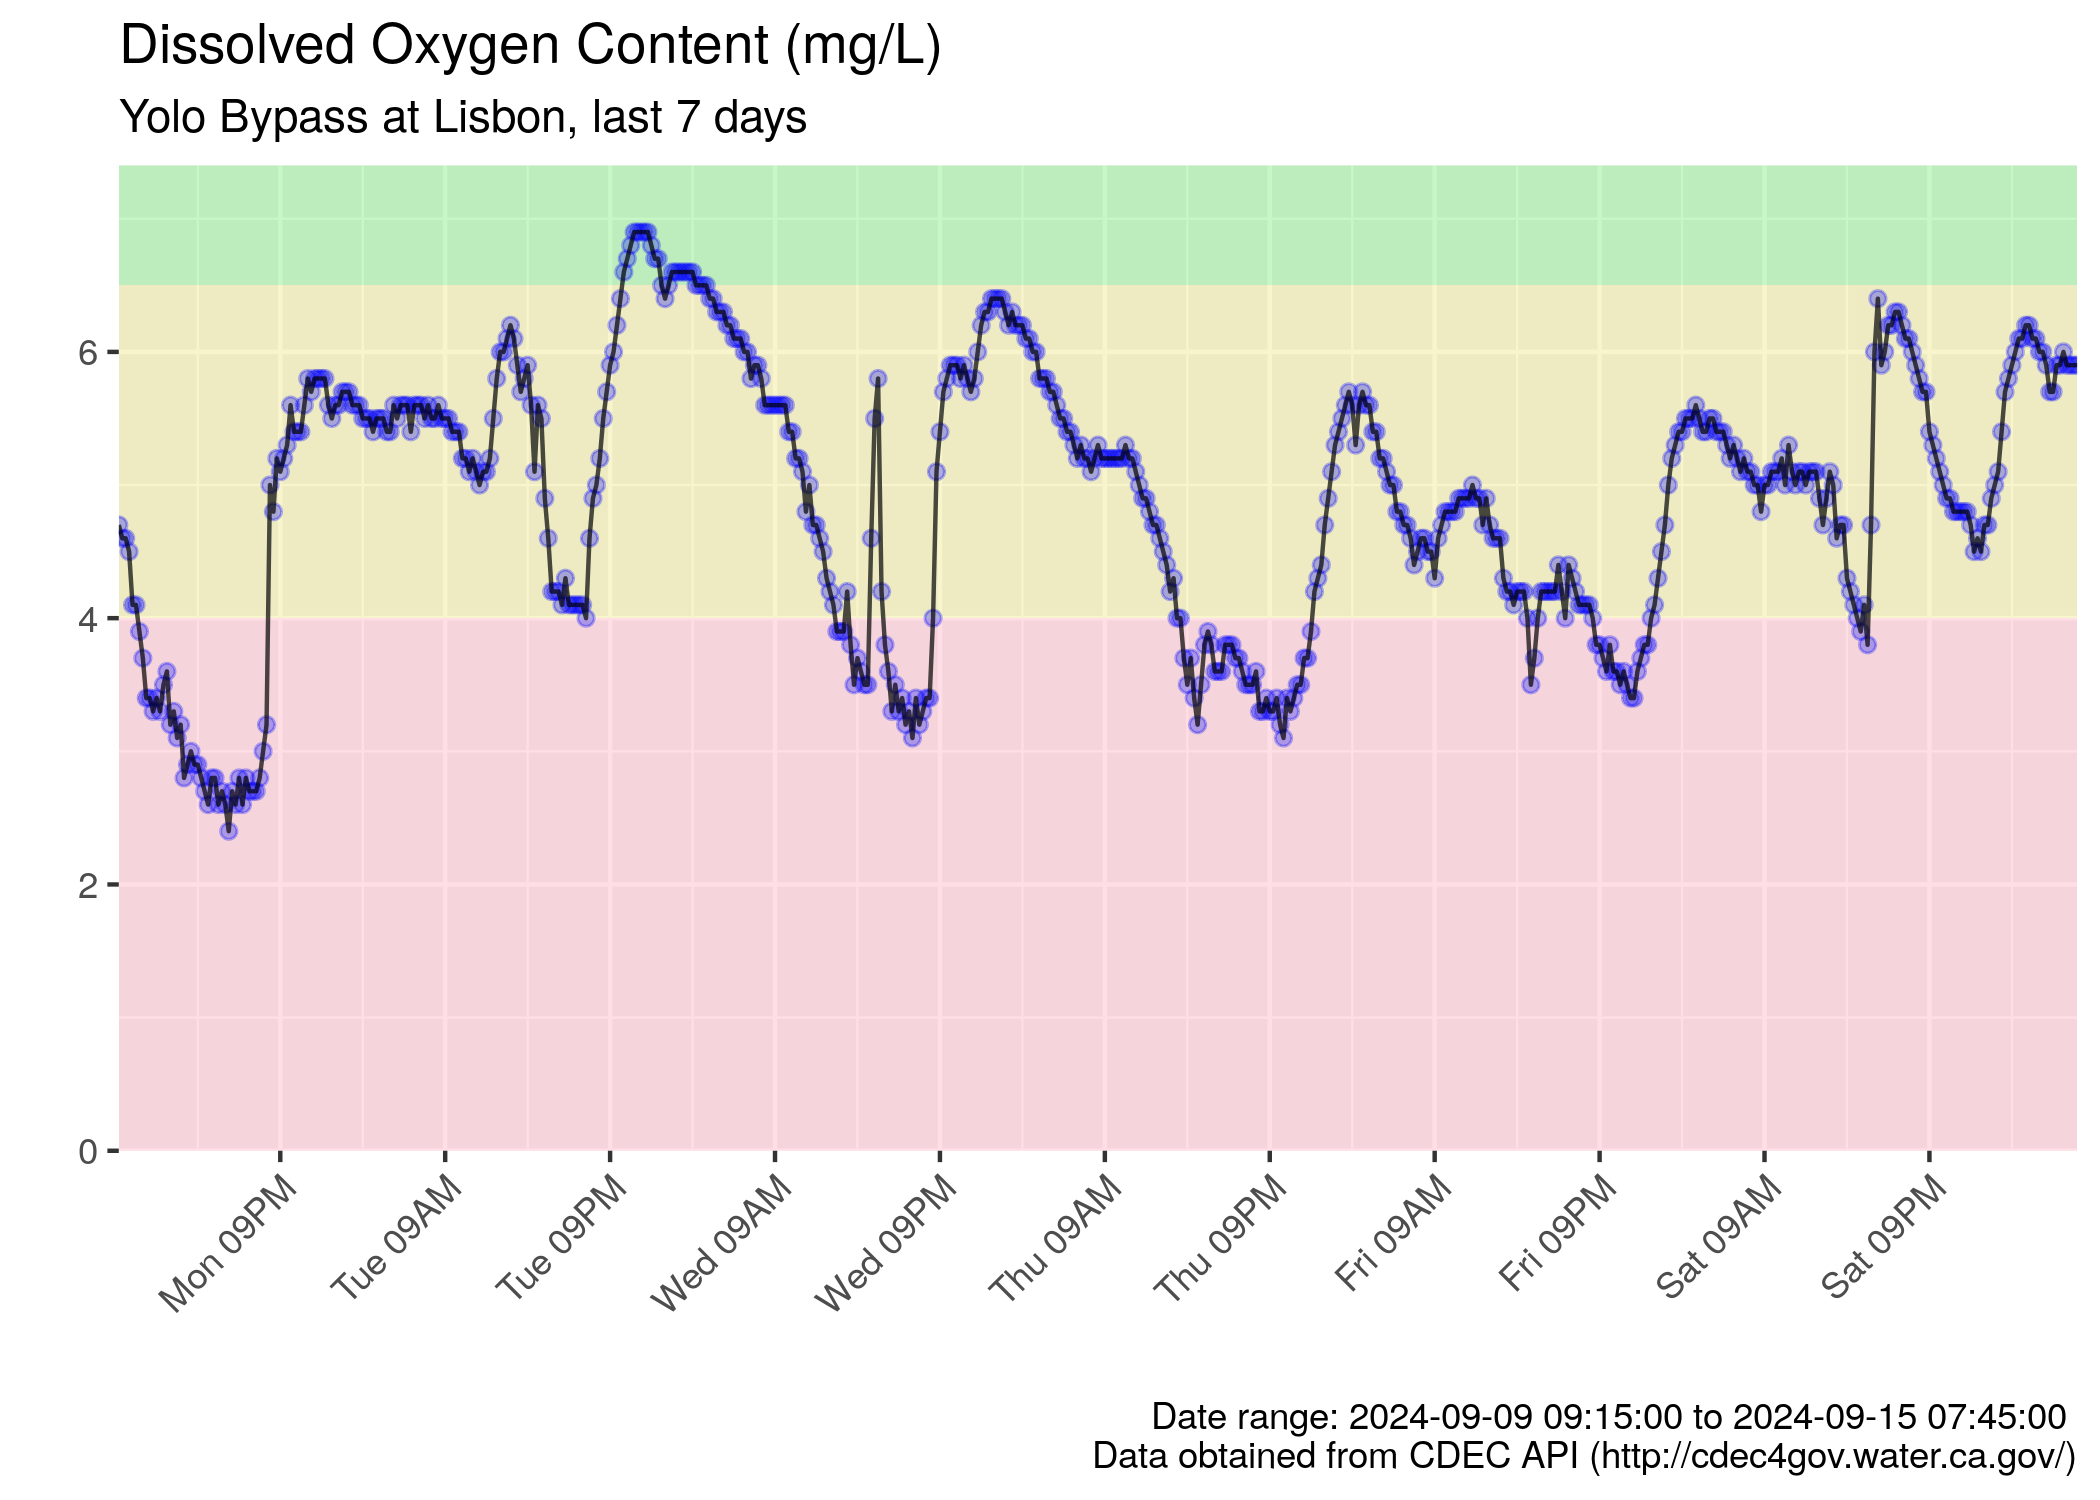 Dissolved Oxygen Content (mg/L)
Yolo Bypass at Lisbon, last 7 days
6
4
2
0
Mon 09PM
Tue 09AM
Tue 09PM
Wed 09AM
Wed 09PM
Thu 09AM
Thu 09PM
Fri 09AM
Fri 09PM
Sat 09AM
Sat 09PM
Date range: 2024-09-09 09:15:00 to 2024-09-15 07:45:00
Data obtained from CDEC API (http://cdec4gov.water.ca.gov/)